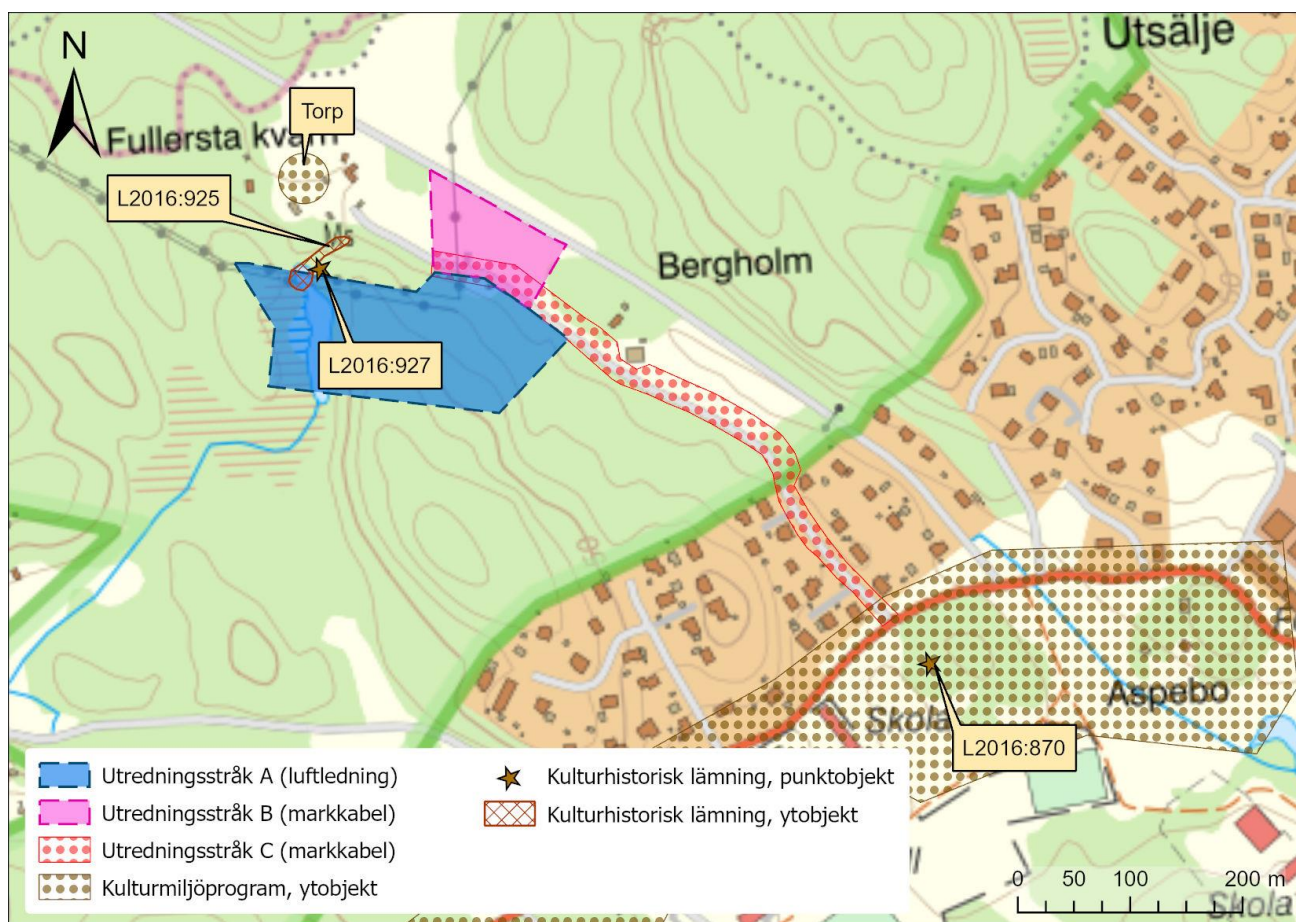 Utsälje
N
Torp
Fullersta kvarn
L2016:925
Bergholm
L2016:927
Aspebo
Skola
L2016:870
Utredningsstråk A (luftledning)
Utredningsstråk B (markkabel)
Utredningsstråk C (markkabel)
Kulturmiljöprogram, ytobjekt
Kulturhistorisk lämning, punktobjekt
Kulturhistorisk lämning, ytobjekt
0 50 100 200 m
Skola